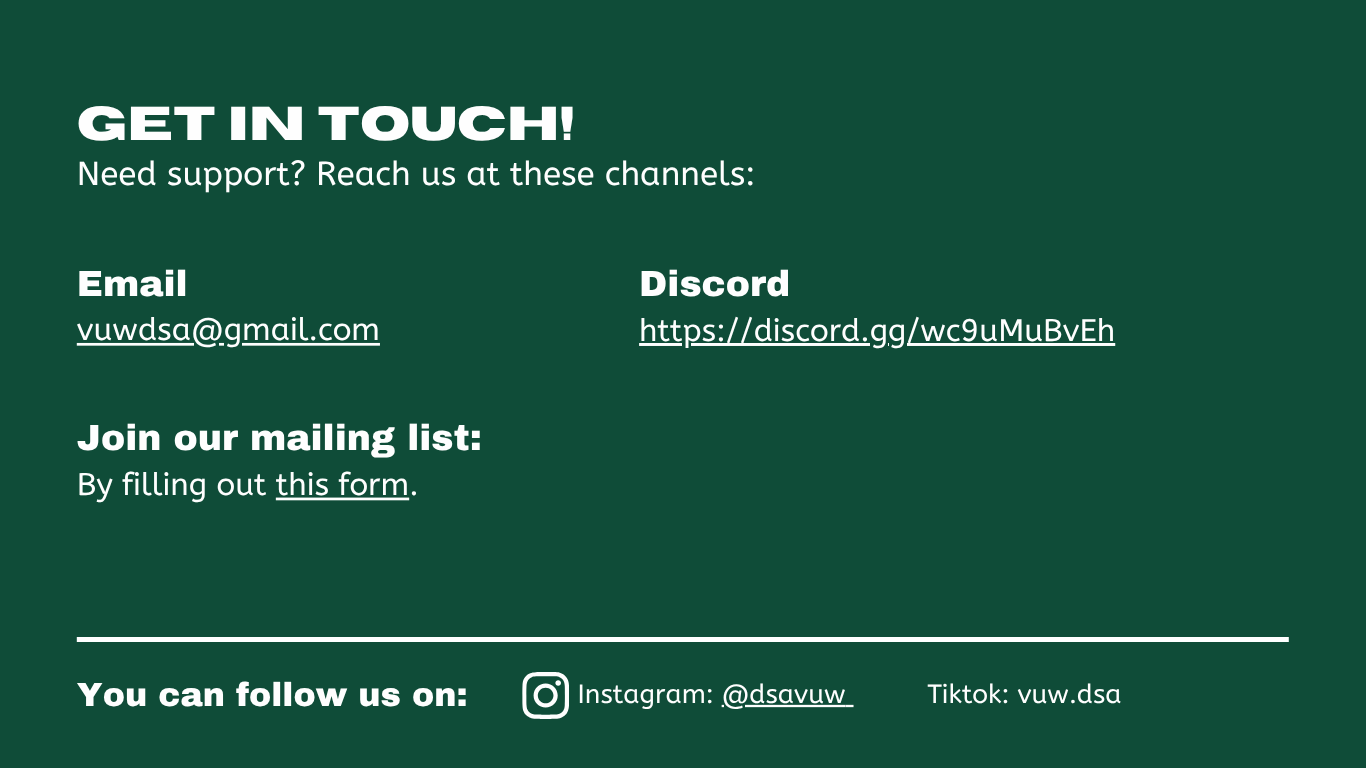 GET IN TOUCH!
Need support? Reach us at these channels:
Email
vuwdsa@gmail.com
Discord
https://discord.gg/wc9uMuBvEh
Join our mailing list:
By filling out this form.
You can follow us on:
Instagram: @dsavuw
Tiktok: vuw.dsa